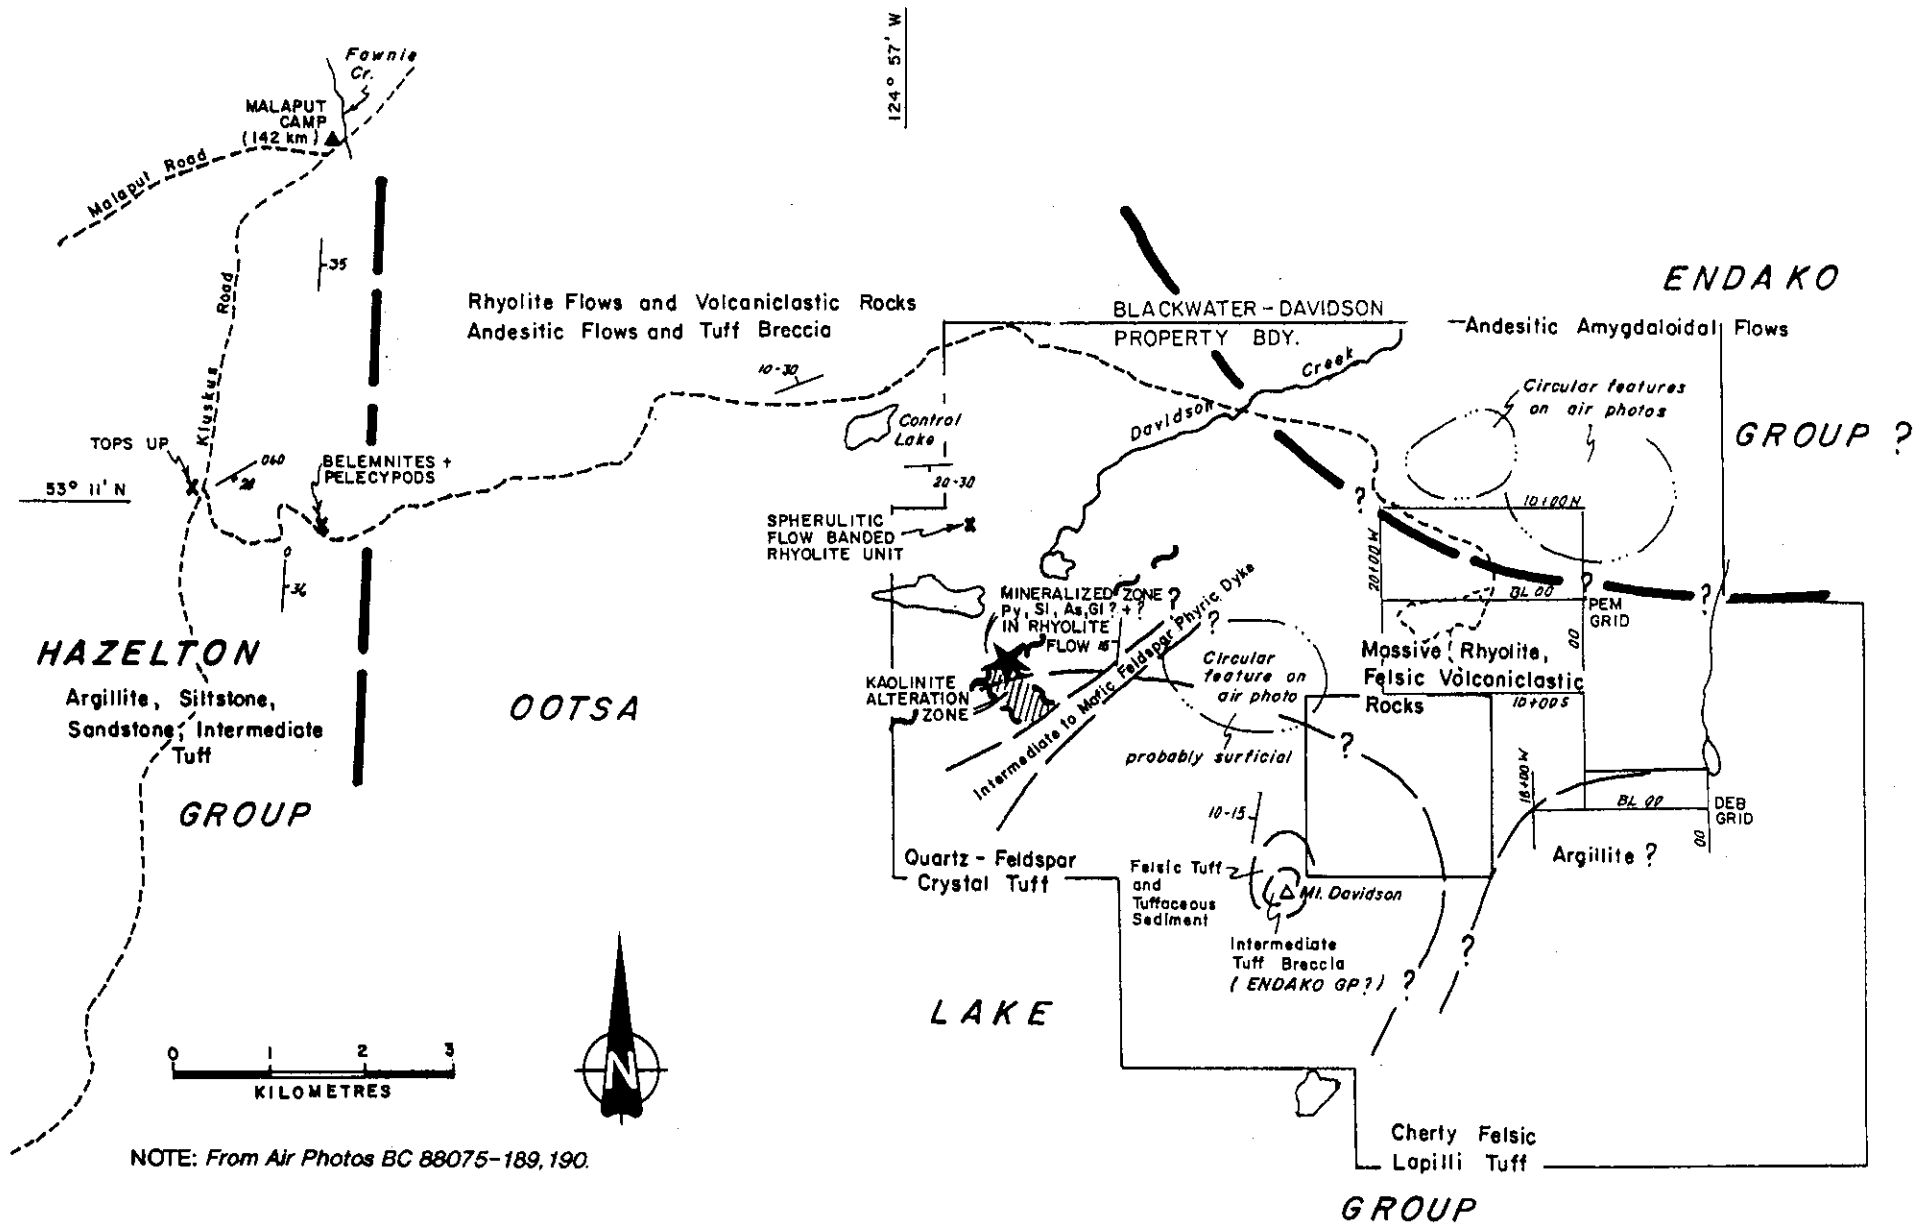 124° 57' W
Fawnie
Cr.
MALAPUT
CAMP
(142 km)
Malaput Road
Kluskus Road
35
Rhyolite Flows and Volcaniclastic Rocks
Andesitic Flows and Tuff Breccia
10-30
BLACKWATER-DAVIDSON
PROPERTY BDY.
ENDAKO
Andesitic Amygdaloidal Flows
Davidson Creek
Circular features
on air photos
GROUP ?
Control
Lake
TOPS UP
060
BELEMNITES +
PELECYPODS
53° 11' N
20-30
SPHERULITIC
FLOW BANDED
RHYOLITE UNIT
?
10+00N
20+00W
BL 00
?
?
PEM
GRID
00
MINERALIZED ZONE ?
Py, Sl, As, Gl ? + ?
IN RHYOLITE
FLOW
?
Intermediate to Mafic Feldspar Phyric Dyke
HAZELTON
Argillite, Siltstone,
Sandstone, Intermediate
Tuff
GROUP
OOTSA
KAOLINITE
ALTERATION
ZONE
Circular
feature on
air photo
probably surficial
Massive Rhyolite,
Felsic Volcaniclastic
Rocks
10+00S
?
18+00W
BL 00
DEB
GRID
00
10-15
Quartz - Feldspar
Crystal Tuff
Felsic Tuff
and
Tuffaceous
Sediment
Mt. Davidson
Argillite ?
Intermediate
Tuff Breccia
( ENDAKO GP? )
?
?
LAKE
0 1 2 3
KILOMETRES
N
NOTE: From Air Photos BC 88075-189,190.
Cherty Felsic
Lapilli Tuff
GROUP